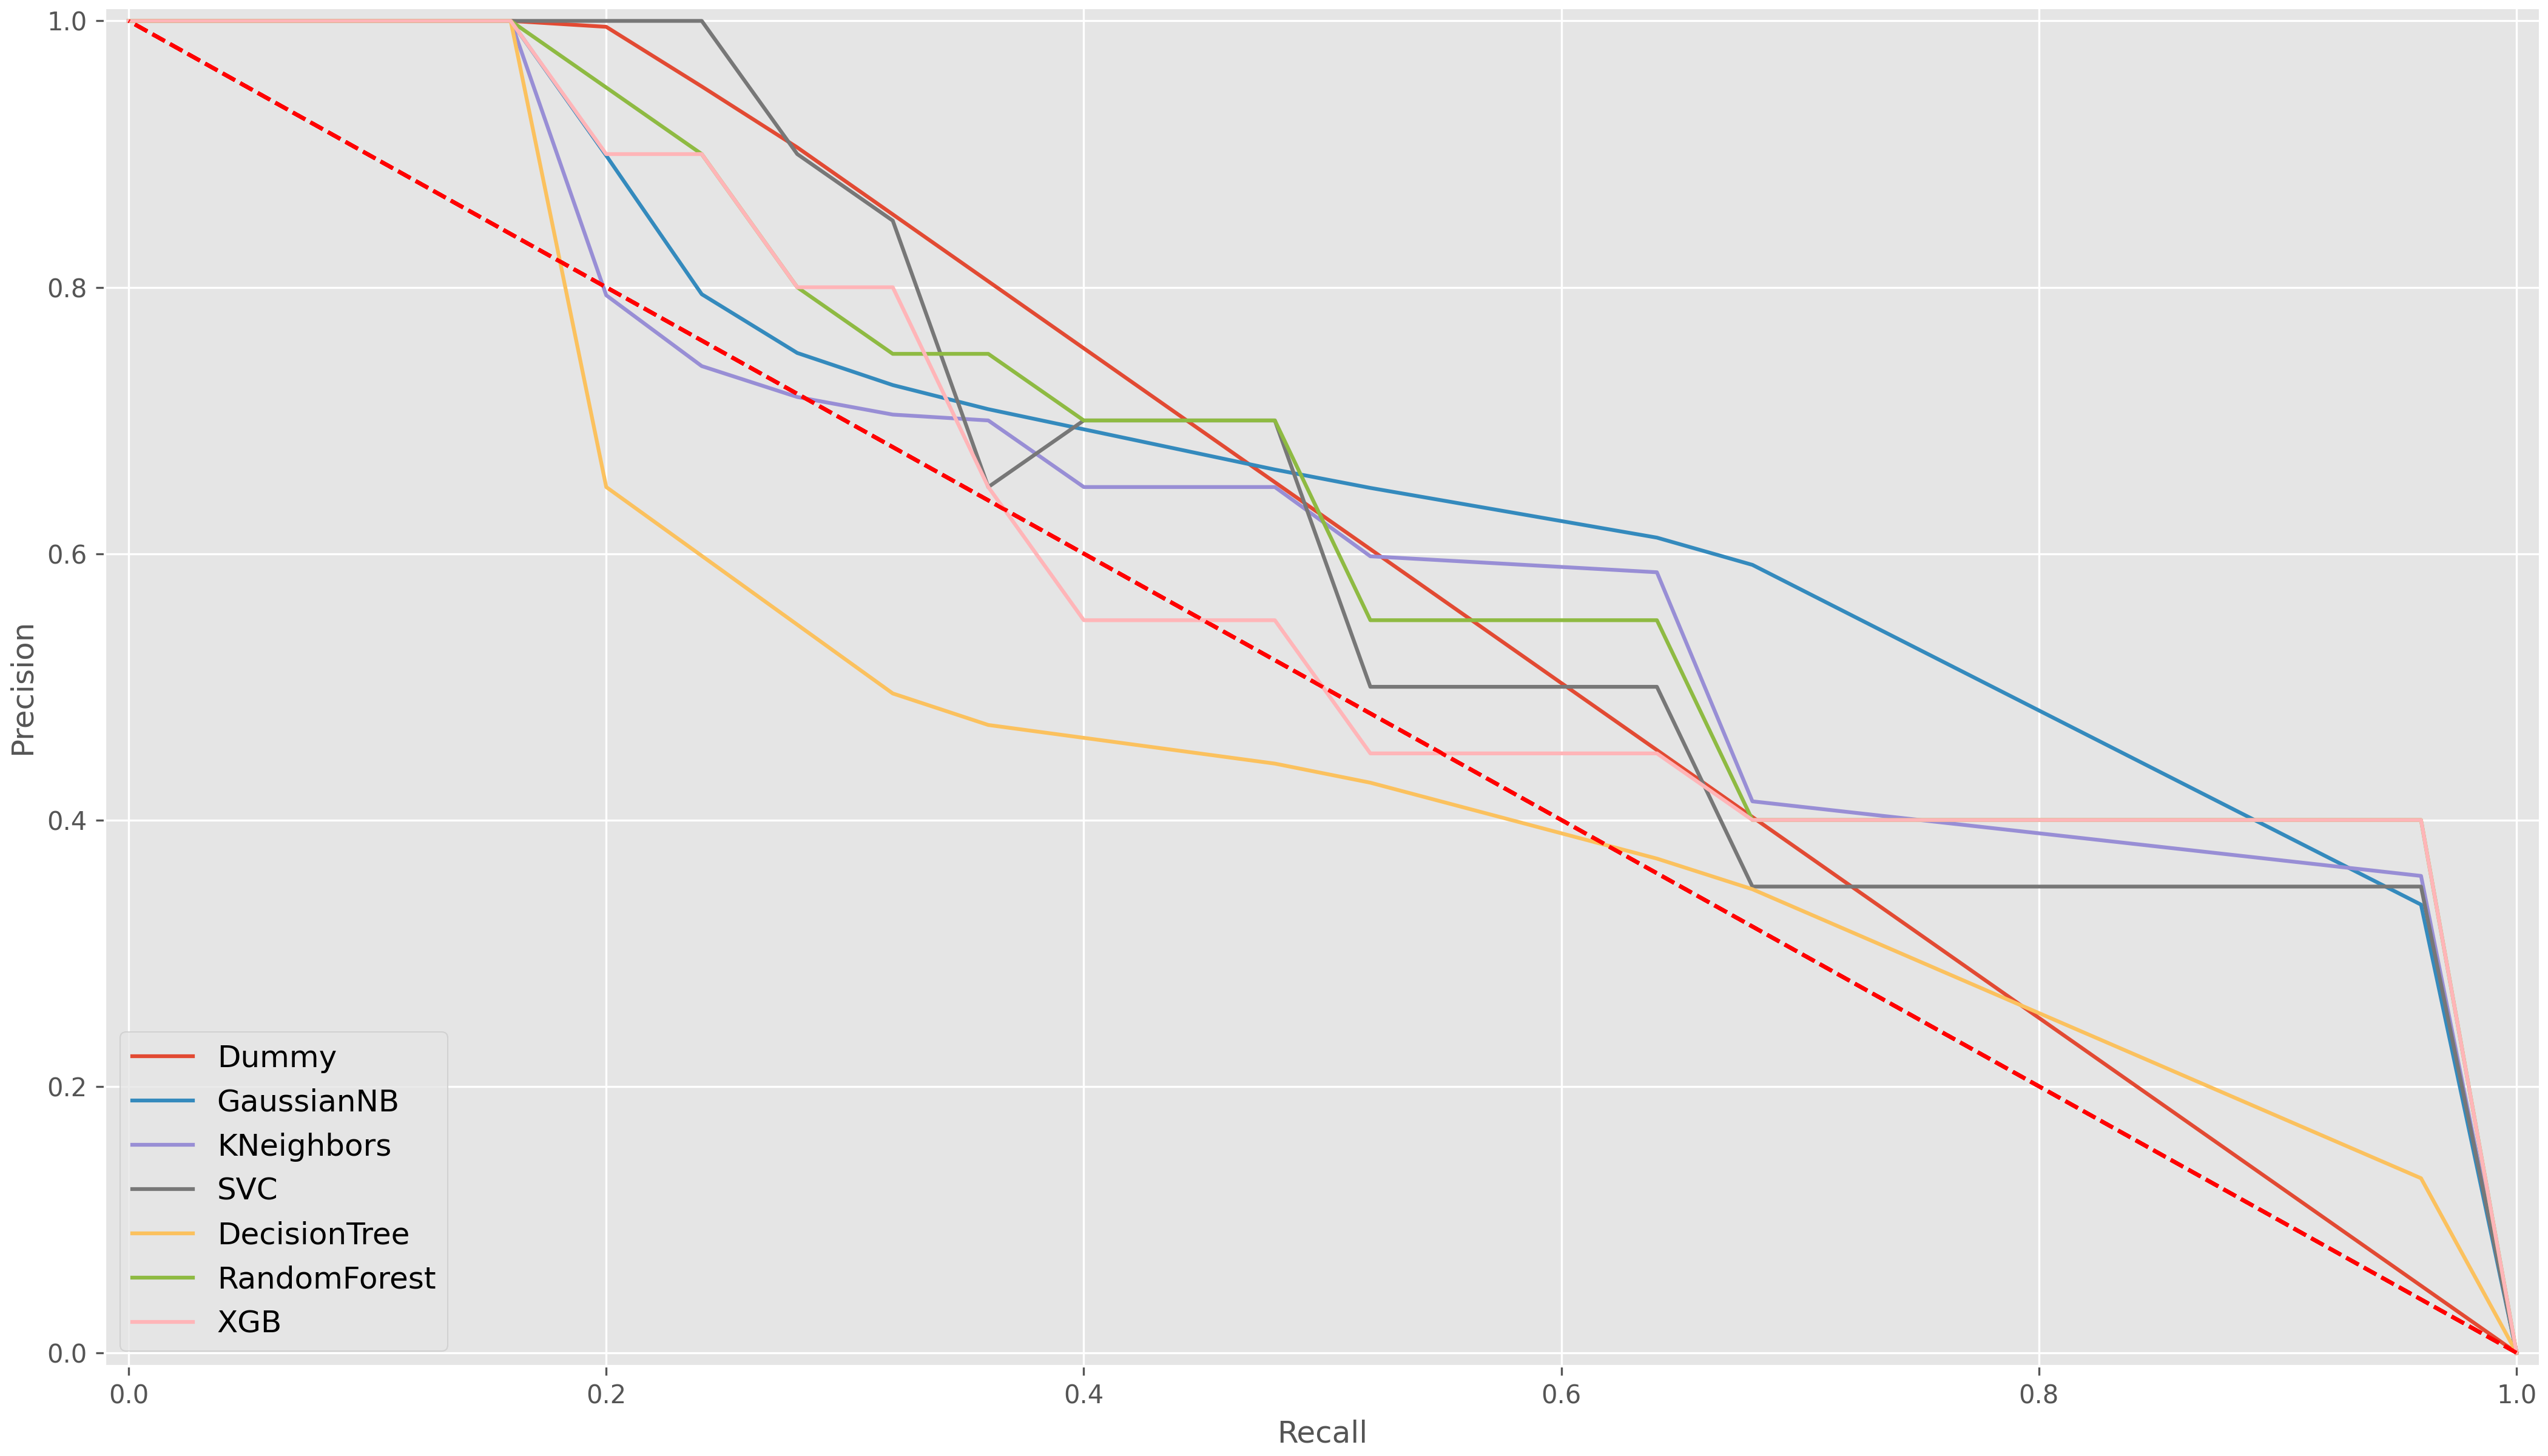 1.0
0.8
0.6
0.4
0.2
0.0
Precision
Dummy
GaussianNB
KNeighbors
SVC
DecisionTree
RandomForest
XGB
0.0 0.2 0.4 0.6 0.8 1.0
Recall